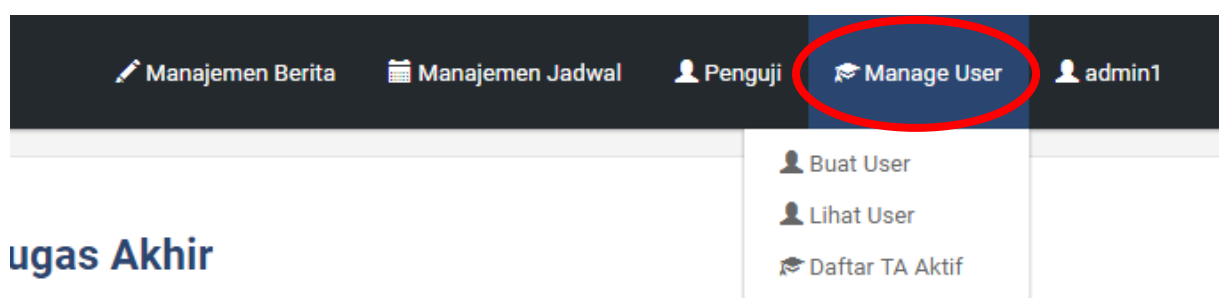 Manajemen Berita Manajemen Jadwal Penguji Manage User admin1
Buat User
Lihat User
ugas Akhir
Daftar TA Aktif